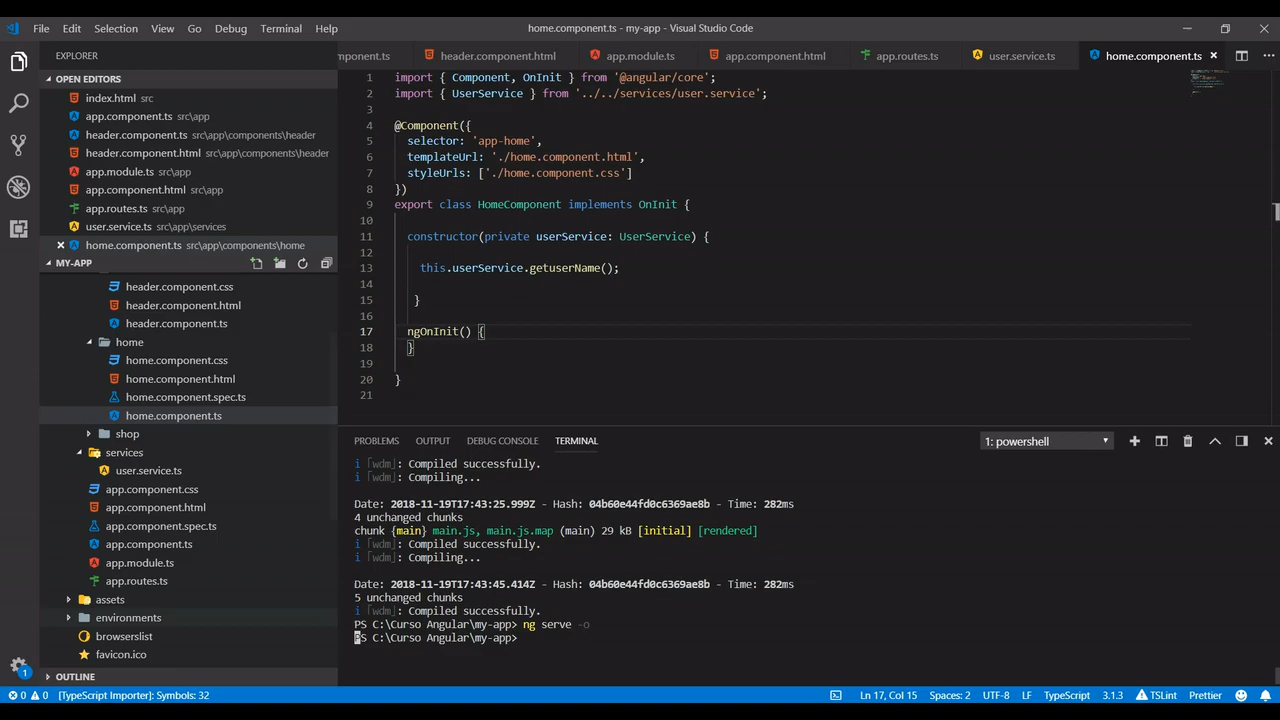 File Edit Selection View Go Debug Terminal Help
home.component.ts - my-app - Visual Studio Code
EXPLORER
OPEN EDITORS
index.html src
app.component.ts src\app
header.component.ts src\app\components\header
header.component.html src\app\components\header
app.module.ts src\app
app.component.html src\app
app.routes.ts src\app
user.service.ts src\app\services
home.component.ts src\app\components\home
MY-APP
header.component.css
header.component.html
header.component.ts
home
home.component.css
home.component.html
home.component.spec.ts
home.component.ts
shop
services
user.service.ts
app.component.css
app.component.html
app.component.spec.ts
app.component.ts
app.module.ts
app.routes.ts
assets
environments
browserslist
favicon.ico
OUTLINE
ponent.ts header.component.html app.module.ts app.component.html app.routes.ts user.service.ts home.component.ts
1 import { Component, OnInit } from '@angular/core';
2 import { UserService } from '../../services/user.service';
3
4 @Component({
5 selector: 'app-home',
6 templateUrl: './home.component.html',
7 styleUrls: ['./home.component.css']
8 })
9 export class HomeComponent implements OnInit {
10
11 constructor(private userService: UserService) {
12
13 this.userService.getuserName();
14
15 }
16
17 ngOnInit() {
18 }
19
20 }
21
PROBLEMS OUTPUT DEBUG CONSOLE TERMINAL 1: powershell
i ｢wdm｣: Compiled successfully.
i ｢wdm｣: Compiling...
Date: 2018-11-19T17:43:25.999Z - Hash: 04b60e44fd0c6369ae8b - Time: 282ms
4 unchanged chunks
chunk {main} main.js, main.js.map (main) 29 kB [initial] [rendered]
i ｢wdm｣: Compiled successfully.
i ｢wdm｣: Compiling...
Date: 2018-11-19T17:43:45.414Z - Hash: 04b60e44fd0c6369ae8b - Time: 282ms
5 unchanged chunks
i ｢wdm｣: Compiled successfully.
PS C:\Curso Angular\my-app> ng serve -o
PS C:\Curso Angular\my-app>
1
0 0 [TypeScript Importer]: Symbols: 32 Ln 17, Col 15 Spaces: 2 UTF-8 LF TypeScript 3.1.3 TSLint Prettier